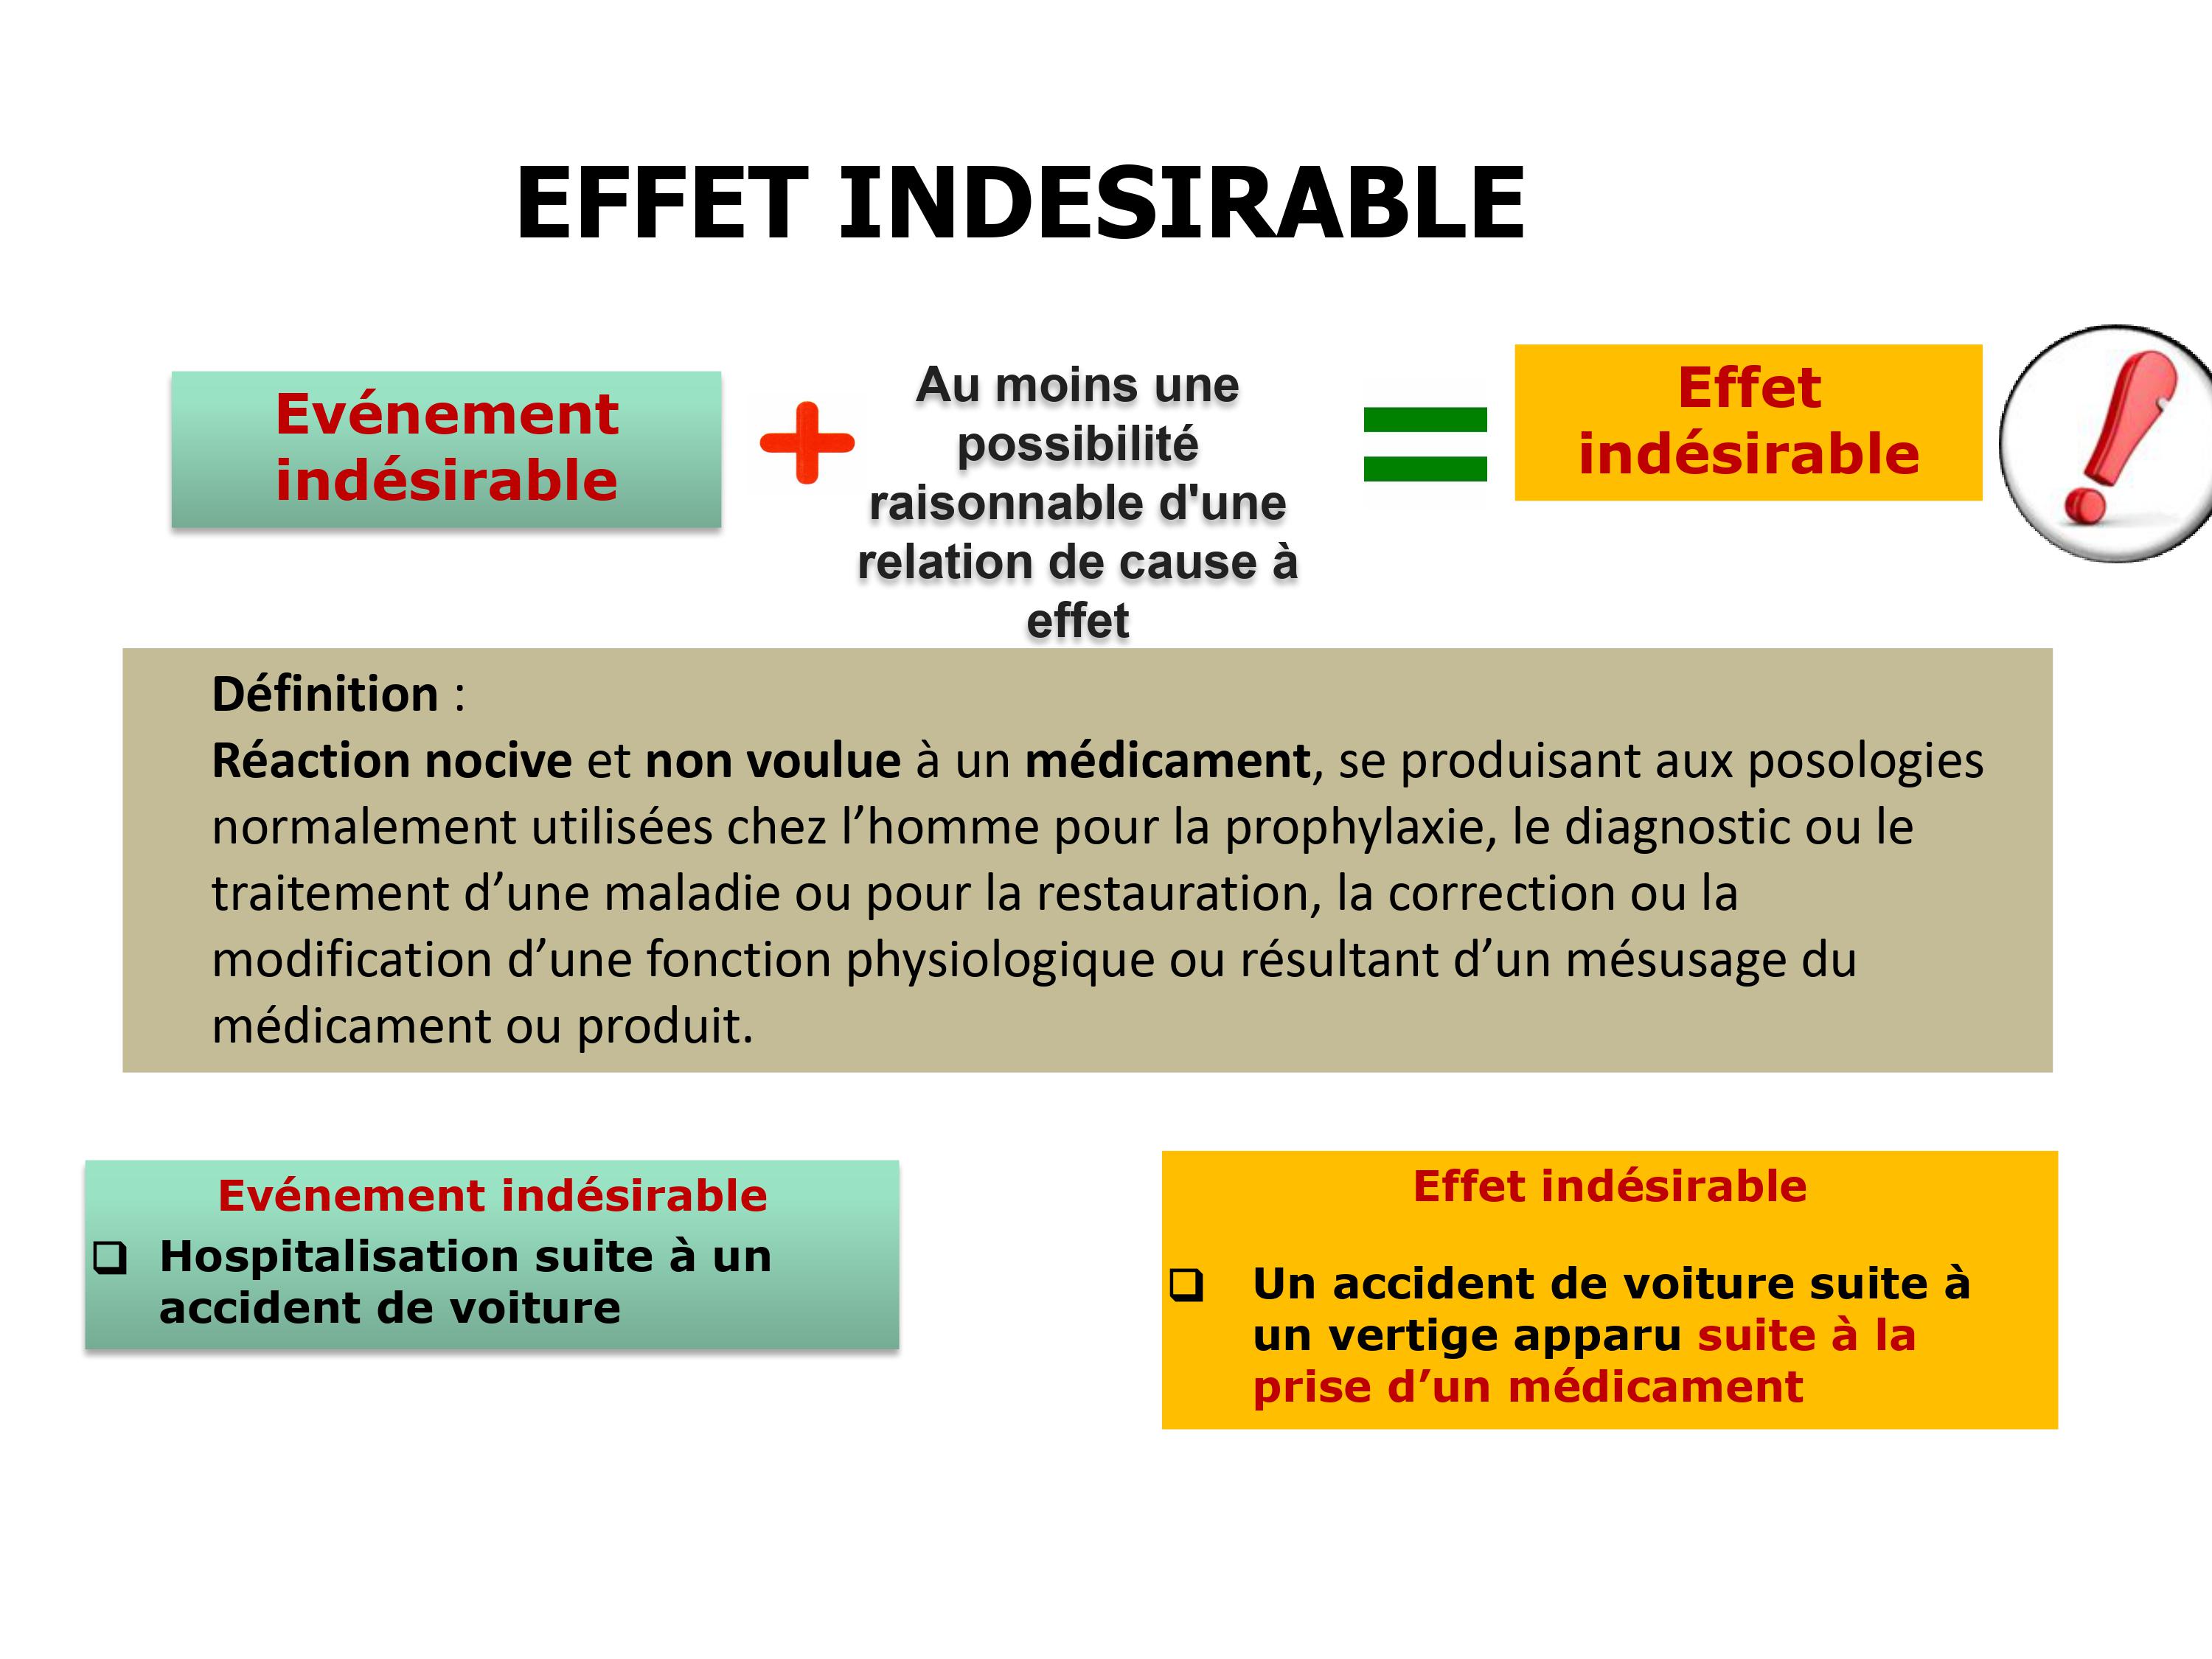 EFFET INDESIRABLE
Evénement
indésirable
Au moins une
possibilité
raisonnable d'une
relation de cause à
effet
Effet
indésirable
Définition :
Réaction nocive et non voulue à un médicament, se produisant aux posologies
normalement utilisées chez l’homme pour la prophylaxie, le diagnostic ou le
traitement d’une maladie ou pour la restauration, la correction ou la
modification d’une fonction physiologique ou résultant d’un mésusage du
médicament ou produit.
Evénement indésirable
❑ Hospitalisation suite à un
accident de voiture
Effet indésirable
❑ Un accident de voiture suite à
un vertige apparu suite à la
prise d’un médicament